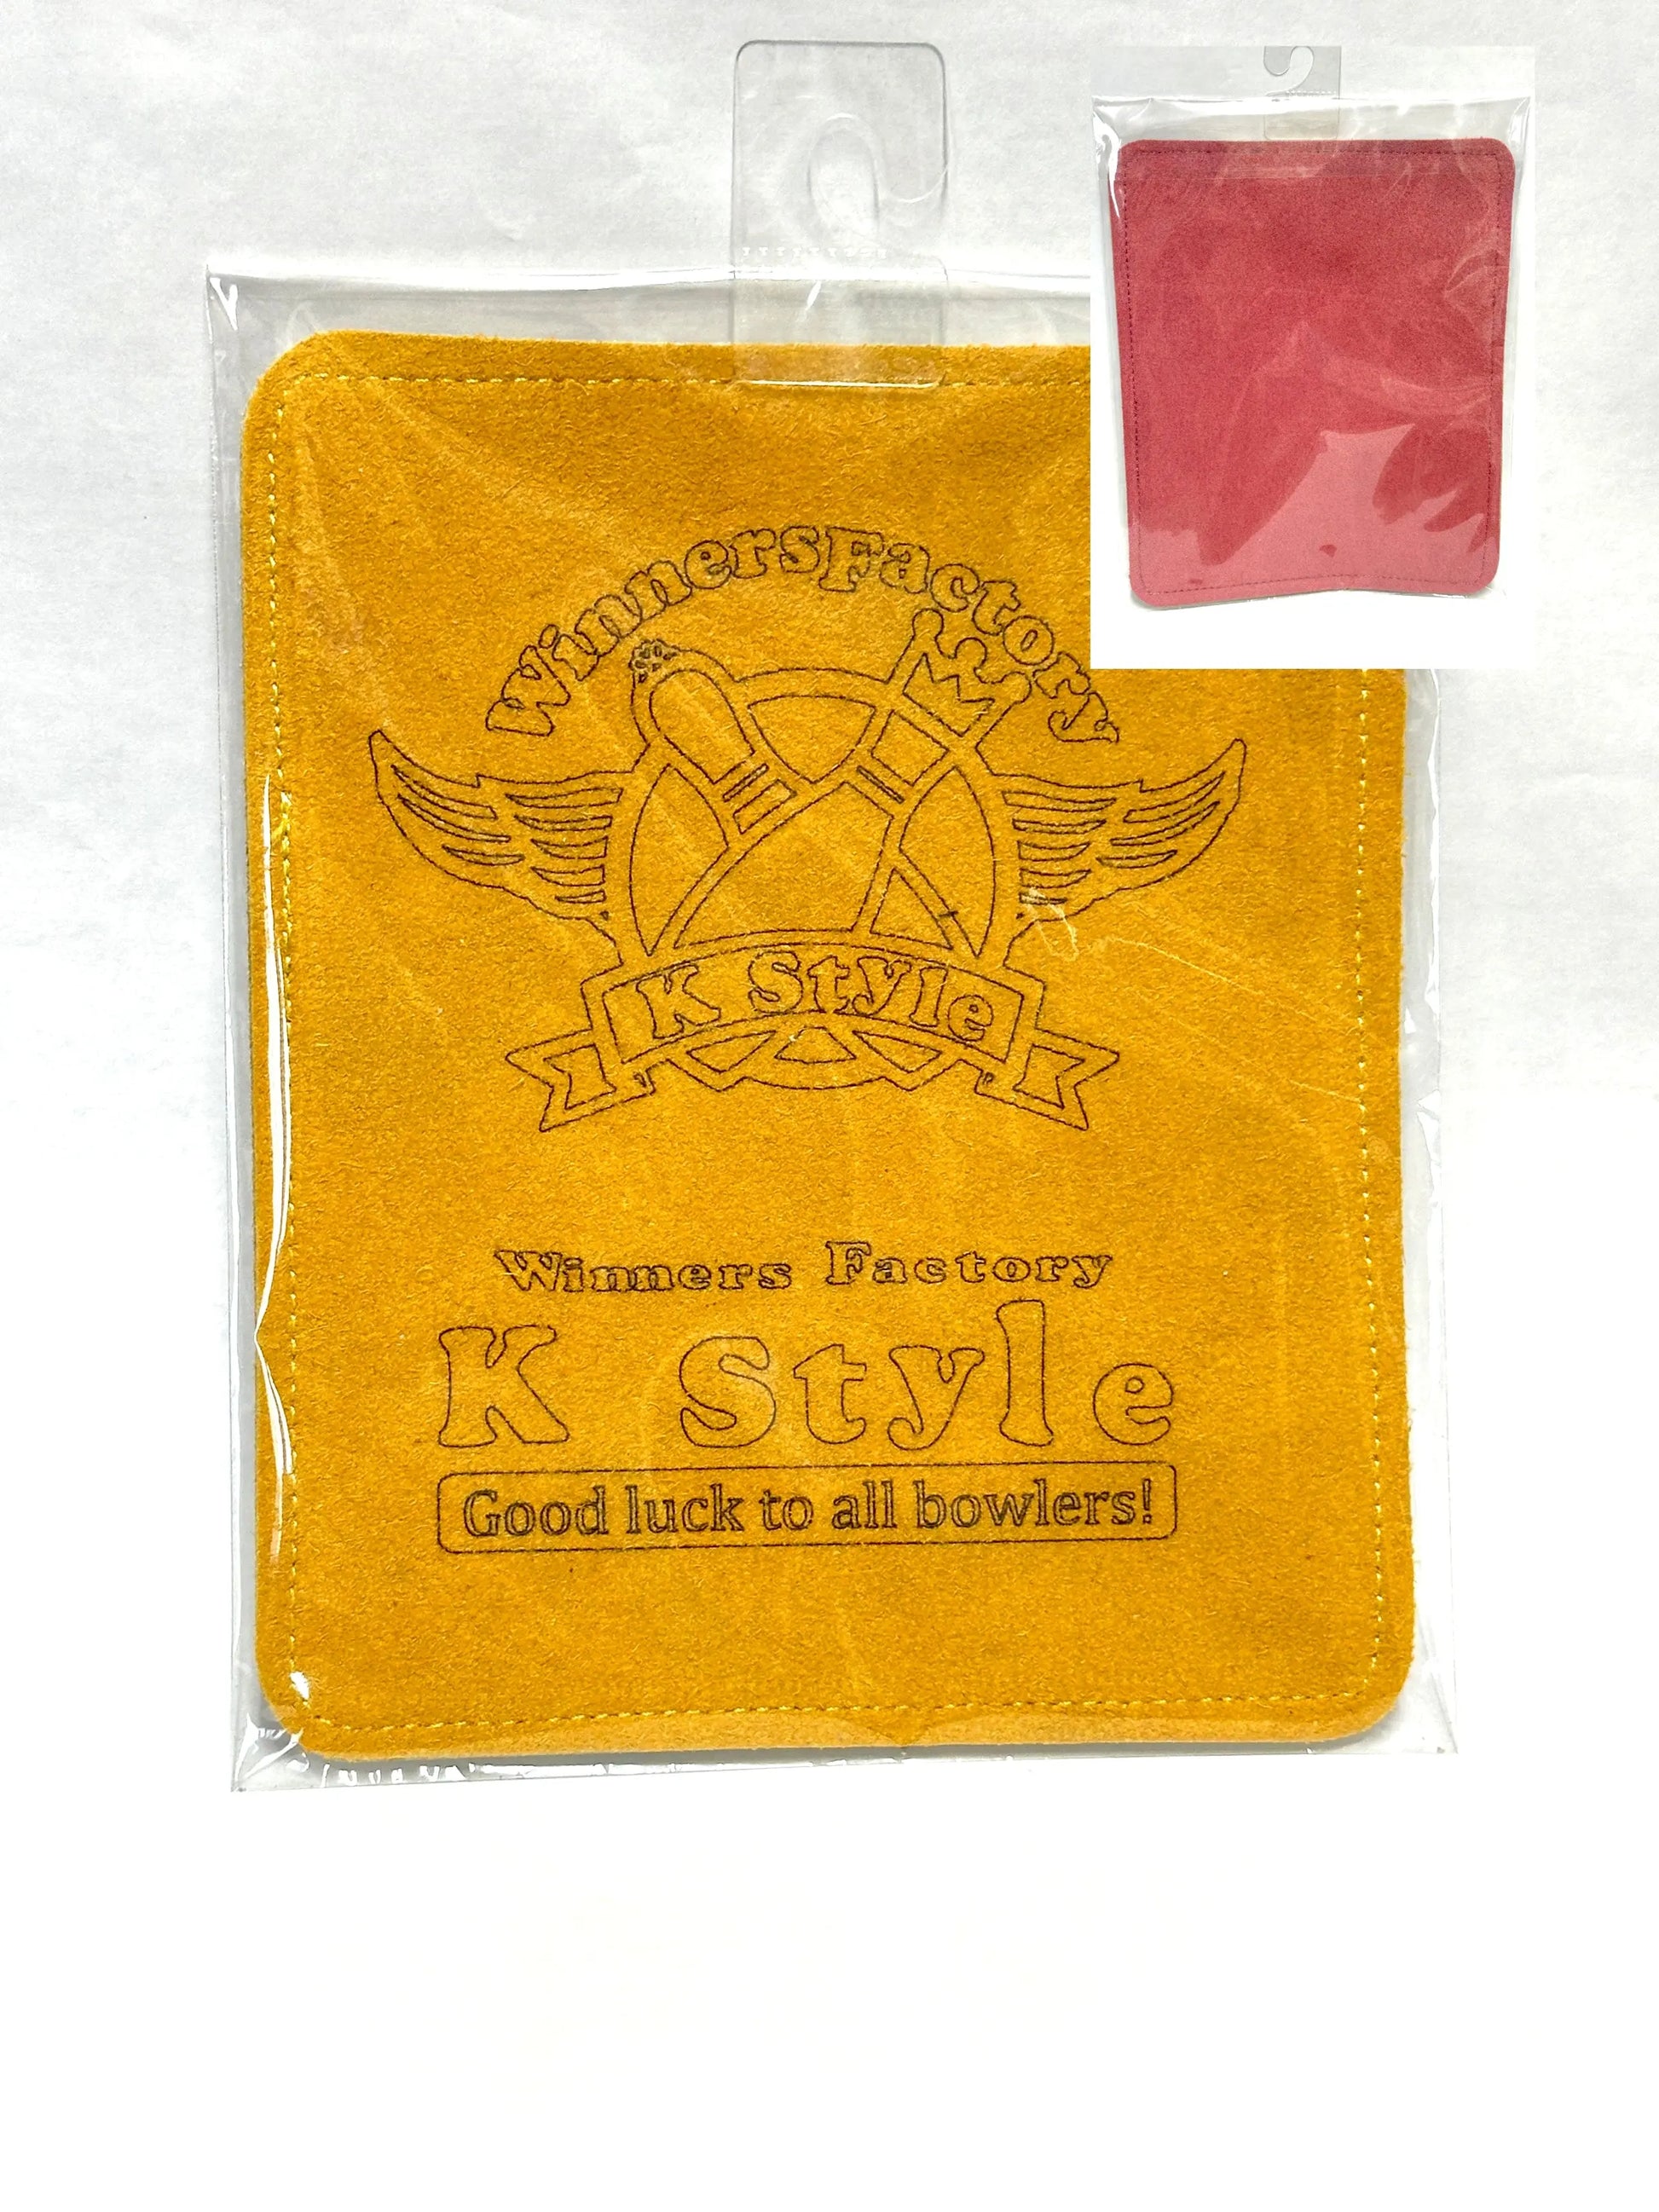 WinnersFactory
K Style
Winners Factory
K Style
Good luck to all bowlers!